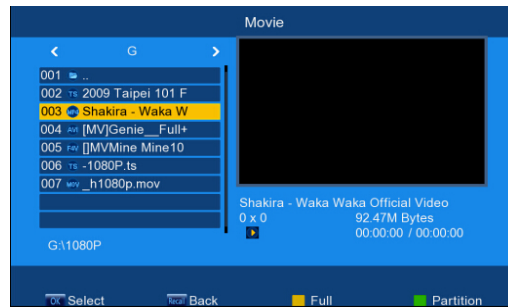 Movie
G
001 ..
002 TS 2009 Taipei 101 F
003 Shakira - Waka W
004 AVI [MV]Genie__Full+
005 []MVMine Mine10
006 TS -1080P.ts
007 MOV _h1080p.mov
G:\1080P
Shakira - Waka Waka Official Video
0 x 0 92.47M Bytes
00:00:00 / 00:00:00
OK Select Recall Back Full Partition